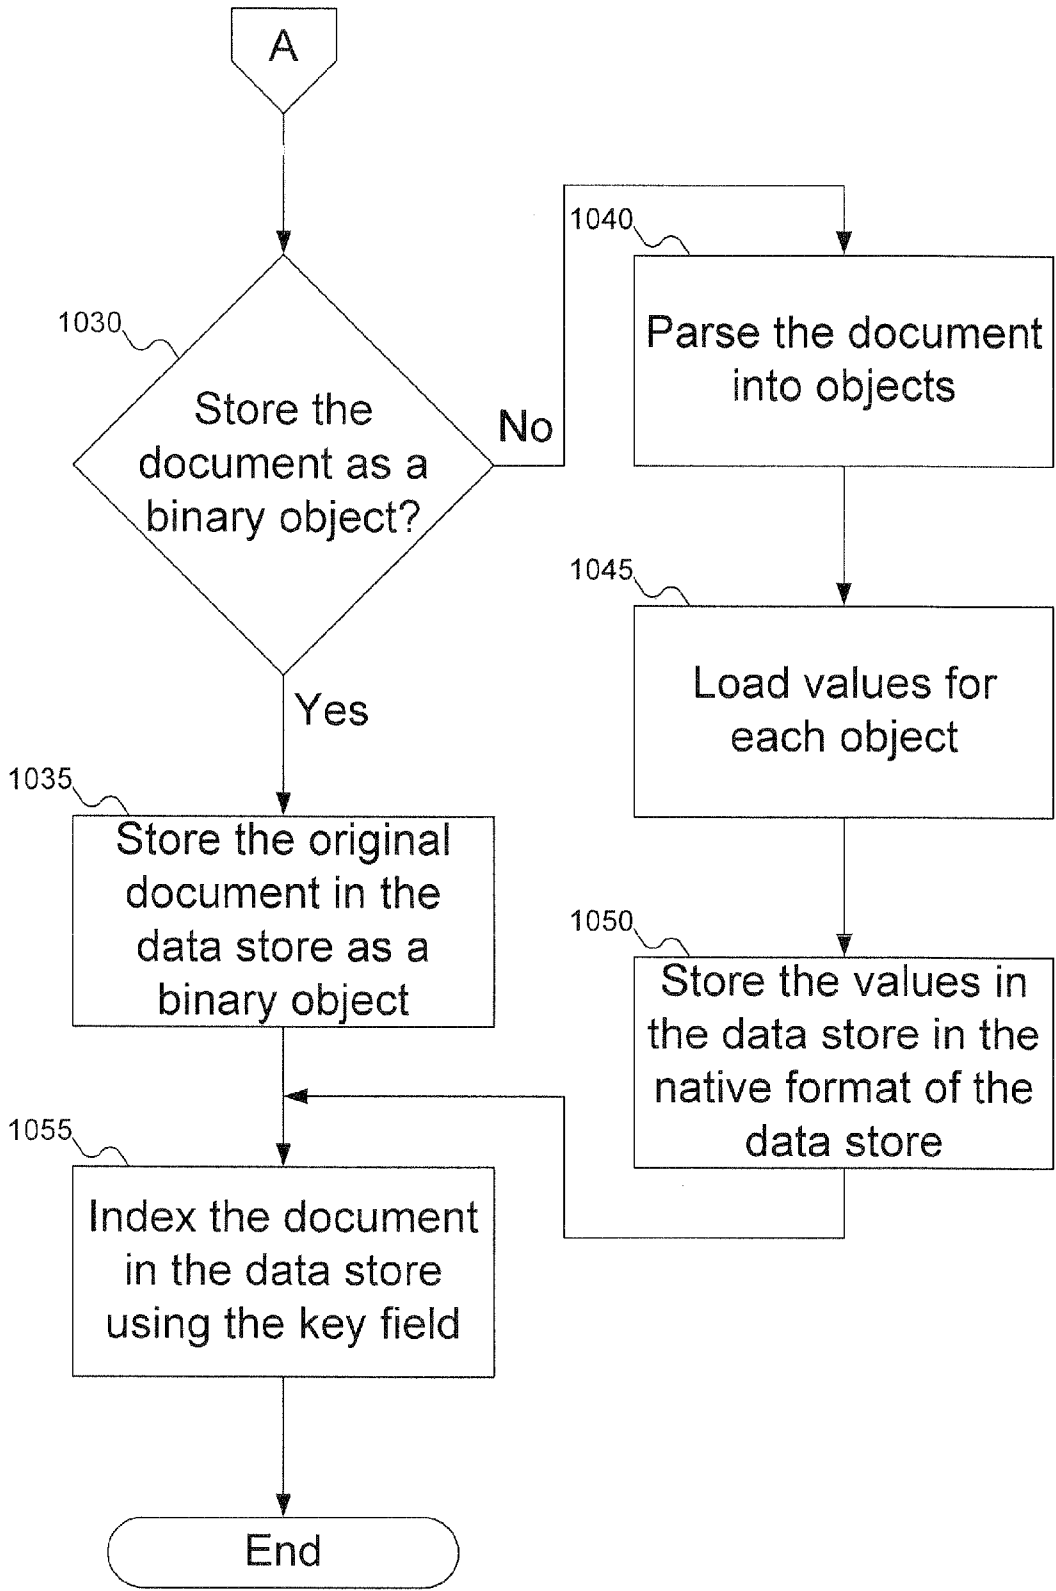 A
1030
Store the
document as a
binary object?
No
Yes
1040
Parse the document
into objects
1045
Load values for
each object
1035
Store the original
document in the
data store as a
binary object
1050
Store the values in
the data store in the
native format of the
data store
1055
Index the document
in the data store
using the key field
End